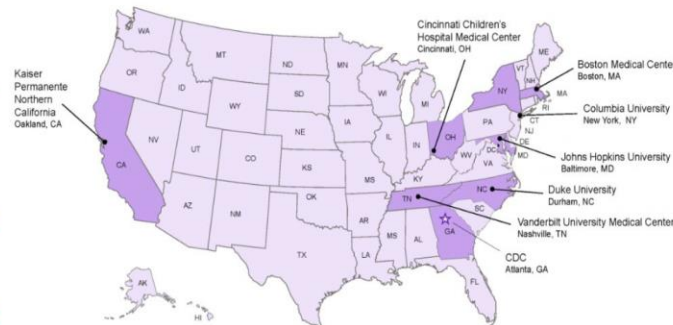 Cincinnati Children's
Hospital Medical Center
Cincinnati, OH
Boston Medical Center
Boston, MA
Kaiser
Permanente
Northern
California
Oakland, CA
Columbia University
New York, NY
Johns Hopkins University
Baltimore, MD
Duke University
Durham, NC
Vanderbilt University Medical Center
Nashville, TN
CDC
Atlanta, GA
WA
MT
ND
MN
ME
VT
NH
OR
ID
SD
WI
MI
NY
MA
RI
CT
WY
IA
PA
NJ
NE
OH
DE
NV
IL
IN
DC
MD
UT
CO
WV
VA
CA
KS
MS
KY
NC
TN
OK
AR
SC
AZ
NM
MS
AL
GA
TX
LA
FL
AK
HI